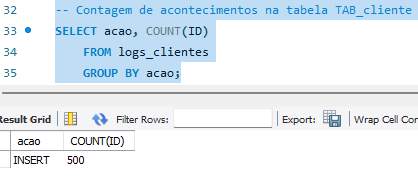 32 -- Contagem de acontecimentos na tabela TAB_cliente
33 SELECT acao, COUNT(ID)
34 FROM logs_clientes
35 GROUP BY acao;
Result Grid Filter Rows: Export: Wrap Cell Con
acao COUNT(ID)
INSERT 500